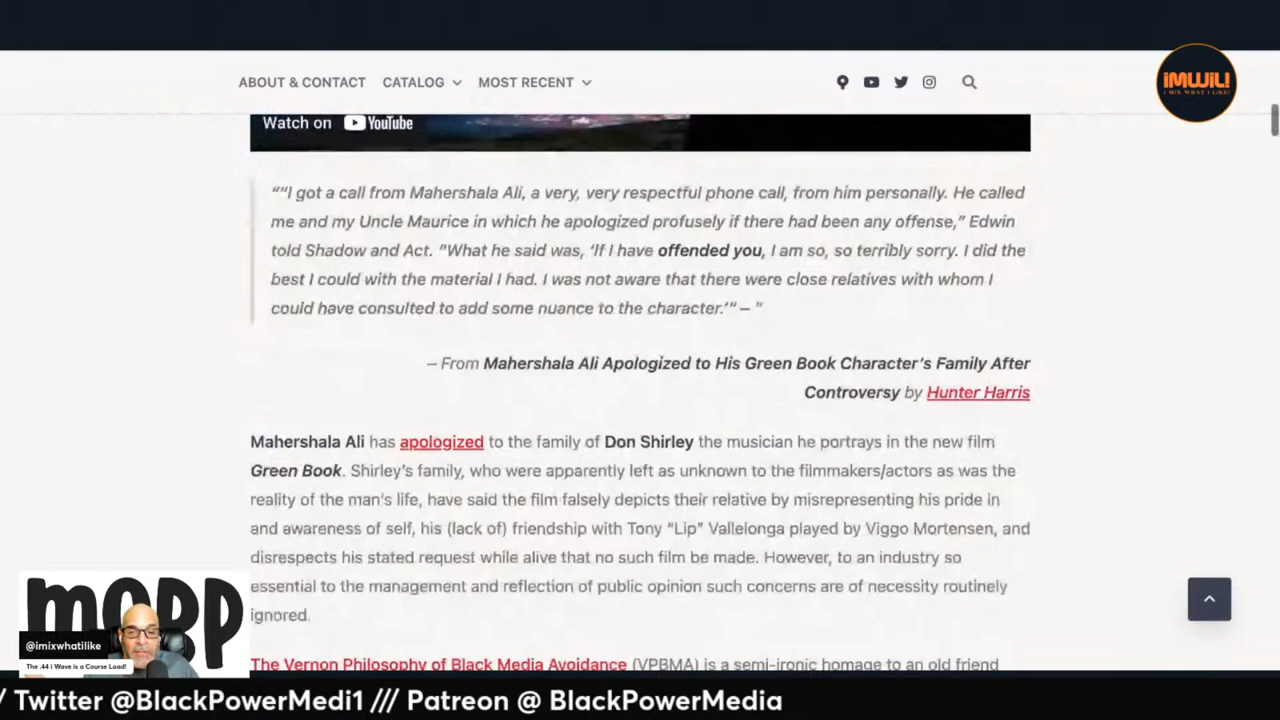 ABOUT & CONTACT CATALOG MOST RECENT
iMWiL!
I MIX WHAT I LIKE!
Watch on YouTube
““I got a call from Mahershala Ali, a very, very respectful phone call, from him personally. He called
me and my Uncle Maurice in which he apologized profusely if there had been any offense,” Edwin
told Shadow and Act. “What he said was, ‘If I have offended you, I am so, so terribly sorry. I did the
best I could with the material I had. I was not aware that there were close relatives with whom I
could have consulted to add some nuance to the character.’“ – ”
– From Mahershala Ali Apologized to His Green Book Character’s Family After
Controversy by Hunter Harris
Mahershala Ali has apologized to the family of Don Shirley the musician he portrays in the new film
Green Book. Shirley’s family, who were apparently left as unknown to the filmmakers/actors as was the
reality of the man’s life, have said the film falsely depicts their relative by misrepresenting his pride in
and awareness of self, his (lack of) friendship with Tony “Lip” Vallelonga played by Viggo Mortensen, and
disrespects his stated request while alive that no such film be made. However, to an industry so
essential to the management and reflection of public opinion such concerns are of necessity routinely
ignored.
The Vernon Philosophy of Black Media Avoidance (VPBMA) is a semi-ironic homage to an old friend
@imixwhatilike
The .44 i Wave is a Course Load!
/ Twitter @BlackPowerMedi1 /// Patreon @ BlackPowerMedia